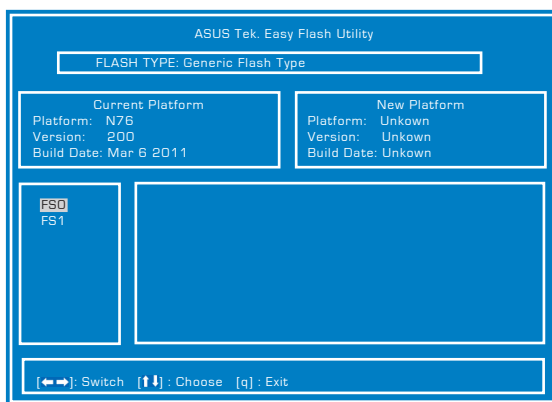 ASUS Tek. Easy Flash Utility
FLASH TYPE: Generic Flash Type
Current Platform
Platform: N76
Version: 200
Build Date: Mar 6 2011
New Platform
Platform: Unkown
Version: Unkown
Build Date: Unkown
FS0
FS1
[←→]: Switch [↑↓] : Choose [q] : Exit